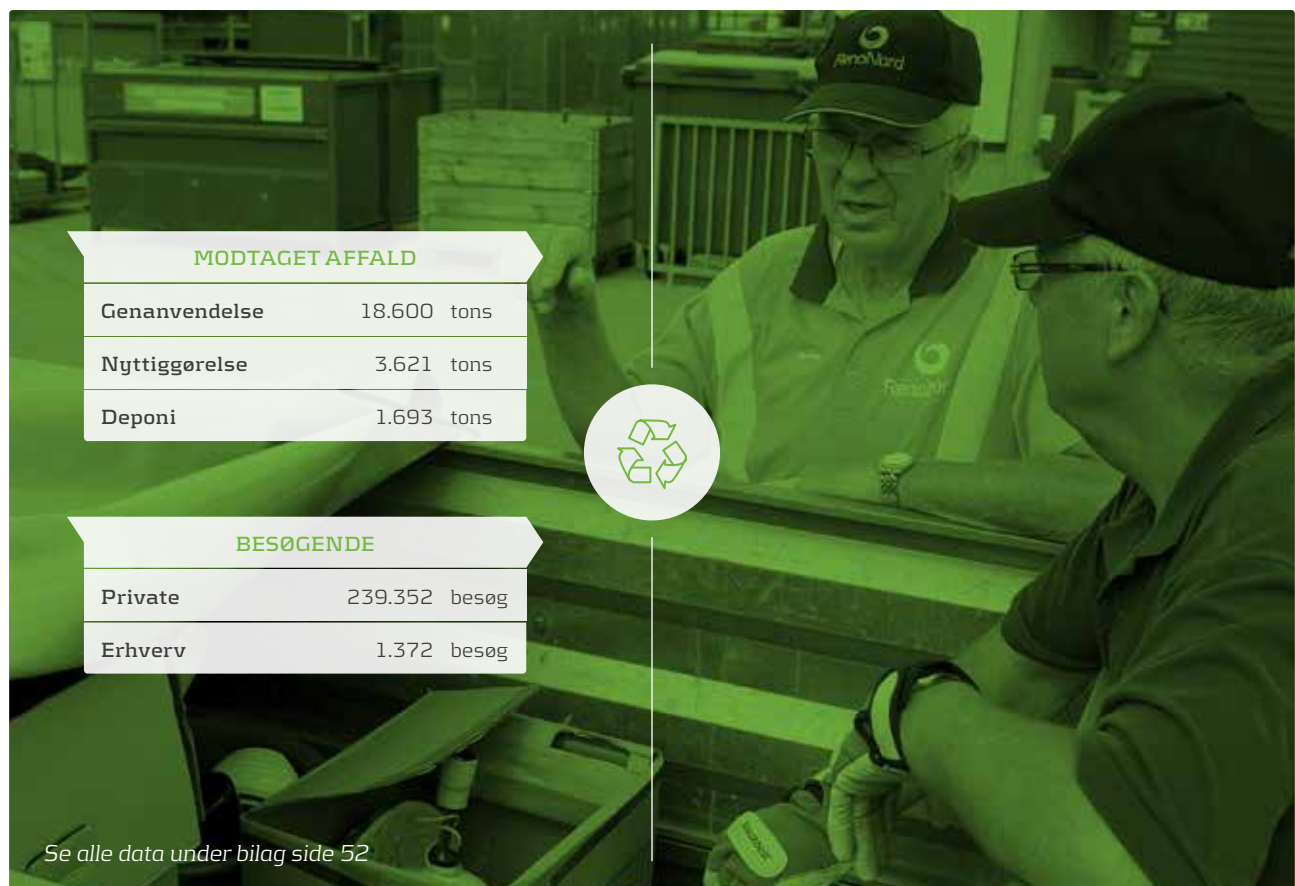 RenoNord
MODTAGET AFFALD
Genanvendelse 18.600 tons
Nyttiggørelse 3.621 tons
Deponi 1.693 tons
BESØGENDE
Private 239.352 besøg
Erhverv 1.372 besøg
Se alle data under bilag side 52